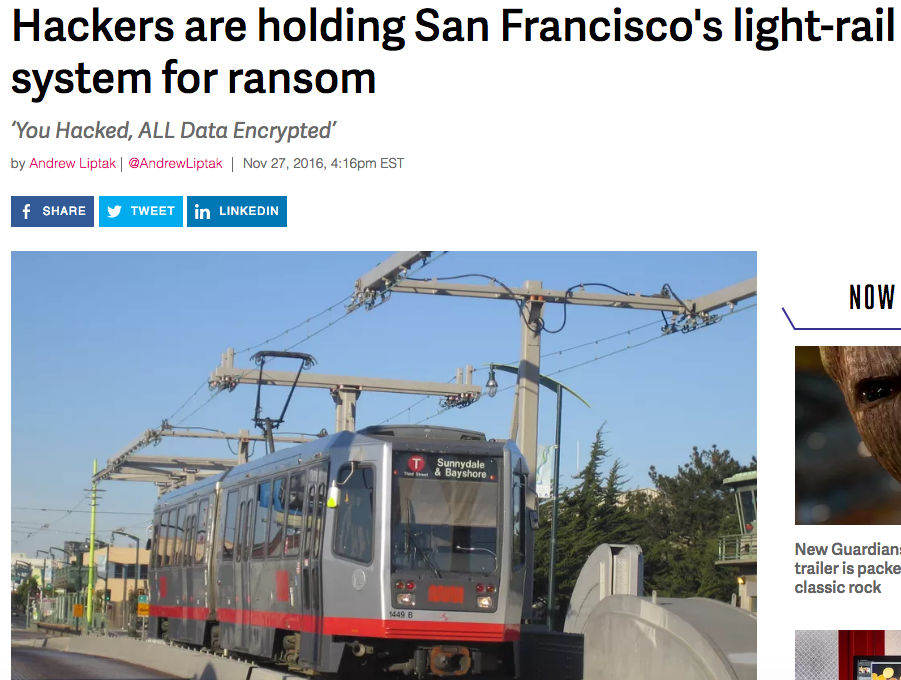 Hackers are holding San Francisco's light-rail
system for ransom
‘You Hacked, ALL Data Encrypted’
by Andrew Liptak | @AndrewLiptak | Nov 27, 2016, 4:16pm EST
SHARE
TWEET
LINKEDIN
NOW
T
Third Street
Sunnydale
& Bayshore
1449 B
New Guardians
trailer is packe
classic rock